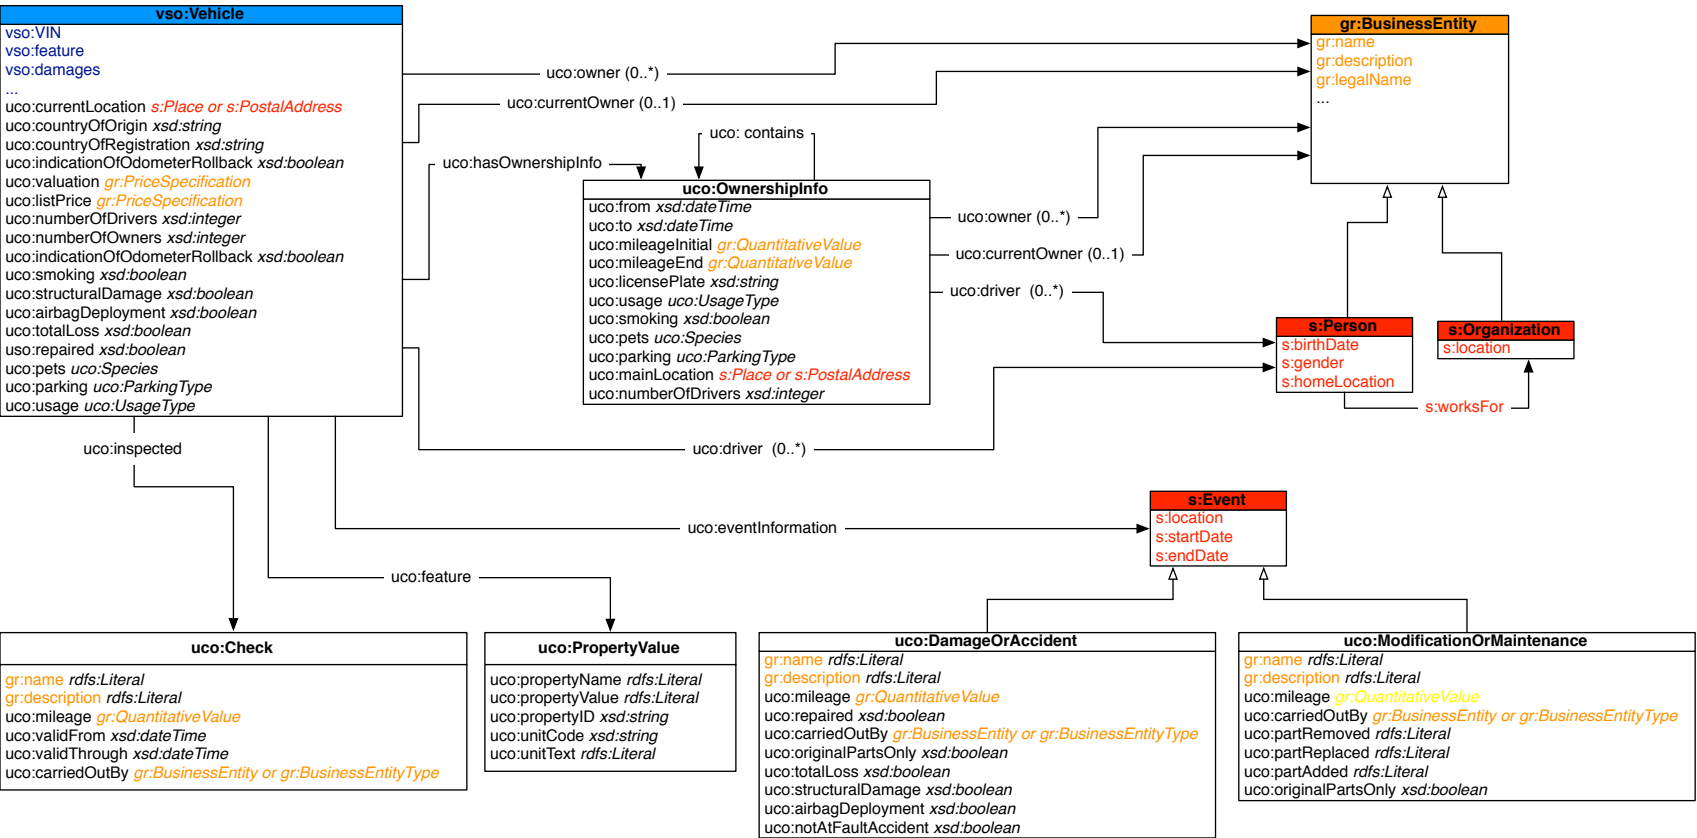 vso:Vehicle
vso:VIN
vso:feature
vso:damages
...
uco:currentLocation s:Place or s:PostalAddress
uco:countryOfOrigin xsd:string
uco:countryOfRegistration xsd:string
uco:indicationOfOdometerRollback xsd:boolean
uco:valuation gr:PriceSpecification
uco:listPrice gr:PriceSpecification
uco:numberOfDrivers xsd:integer
uco:numberOfOwners xsd:integer
uco:indicationOfOdometerRollback xsd:boolean
uco:smoking xsd:boolean
uco:structuralDamage xsd:boolean
uco:airbagDeployment xsd:boolean
uco:totalLoss xsd:boolean
uso:repaired xsd:boolean
uco:pets uco:Species
uco:parking uco:ParkingType
uco:usage uco:UsageType
uco:owner (0..*)
uco:currentOwner (0..1)
uco: contains
uco:hasOwnershipInfo
uco:OwnershipInfo
uco:from xsd:dateTime
uco:to xsd:dateTime
uco:mileageInitial gr:QuantitativeValue
uco:mileageEnd gr:QuantitativeValue
uco:licensePlate xsd:string
uco:usage uco:UsageType
uco:smoking xsd:boolean
uco:pets uco:Species
uco:parking uco:ParkingType
uco:mainLocation s:Place or s:PostalAddress
uco:numberOfDrivers xsd:integer
uco:owner (0..*)
uco:currentOwner (0..1)
uco:driver (0..*)
gr:BusinessEntity
gr:name
gr:description
gr:legalName
...
s:Person
s:birthDate
s:gender
s:homeLocation
s:Organization
s:location
s:worksFor
uco:driver (0..*)
uco:inspected
uco:eventInformation
uco:feature
s:Event
s:location
s:startDate
s:endDate
uco:Check
gr:name rdfs:Literal
gr:description rdfs:Literal
uco:mileage gr:QuantitativeValue
uco:validFrom xsd:dateTime
uco:validThrough xsd:dateTime
uco:carriedOutBy gr:BusinessEntity or gr:BusinessEntityType
uco:PropertyValue
uco:propertyName rdfs:Literal
uco:propertyValue rdfs:Literal
uco:propertyID xsd:string
uco:unitCode xsd:string
uco:unitText rdfs:Literal
uco:DamageOrAccident
gr:name rdfs:Literal
gr:description rdfs:Literal
uco:mileage gr:QuantitativeValue
uco:repaired xsd:boolean
uco:carriedOutBy gr:BusinessEntity or gr:BusinessEntityType
uco:originalPartsOnly xsd:boolean
uco:totalLoss xsd:boolean
uco:structuralDamage xsd:boolean
uco:airbagDeployment xsd:boolean
uco:notAtFaultAccident xsd:boolean
uco:ModificationOrMaintenance
gr:name rdfs:Literal
gr:description rdfs:Literal
uco:mileage gr:QuantitativeValue
uco:carriedOutBy gr:BusinessEntity or gr:BusinessEntityType
uco:partRemoved rdfs:Literal
uco:partReplaced rdfs:Literal
uco:partAdded rdfs:Literal
uco:originalPartsOnly xsd:boolean